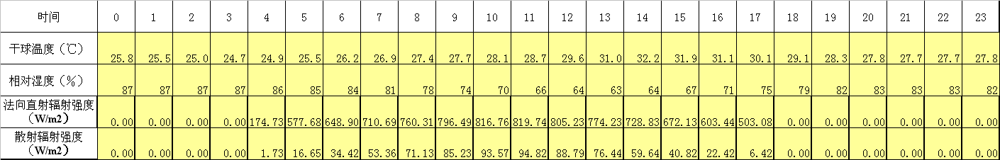 时间 0 1 2 3 4 5 6 7 8 9 10 11 12 13 14 15 16 17 18 19 20 21 22 23
干球温度（℃） 25.8 25.5 25.0 24.7 24.9 25.5 26.2 26.9 27.4 27.7 28.1 28.7 29.6 31.0 32.2 31.9 31.1 30.1 29.1 28.3 27.8 27.7 27.7 27.8
相对湿度（%） 87 87 87 87 86 85 84 81 78 74 70 66 64 63 64 67 71 75 79 82 83 83 83 82
法向直射辐射强度
（W/m2） 0.00 0.00 0.00 0.00 174.73 577.68 648.90 710.69 760.31 796.49 816.76 819.74 805.23 774.23 728.83 672.13 603.44 503.08 0.00 0.00 0.00 0.00 0.00 0.00
散射辐射强度
（W/m2） 0.00 0.00 0.00 0.00 1.73 16.65 34.42 53.36 71.13 85.23 93.57 94.82 88.79 76.44 59.64 40.82 22.42 6.42 0.00 0.00 0.00 0.00 0.00 0.00